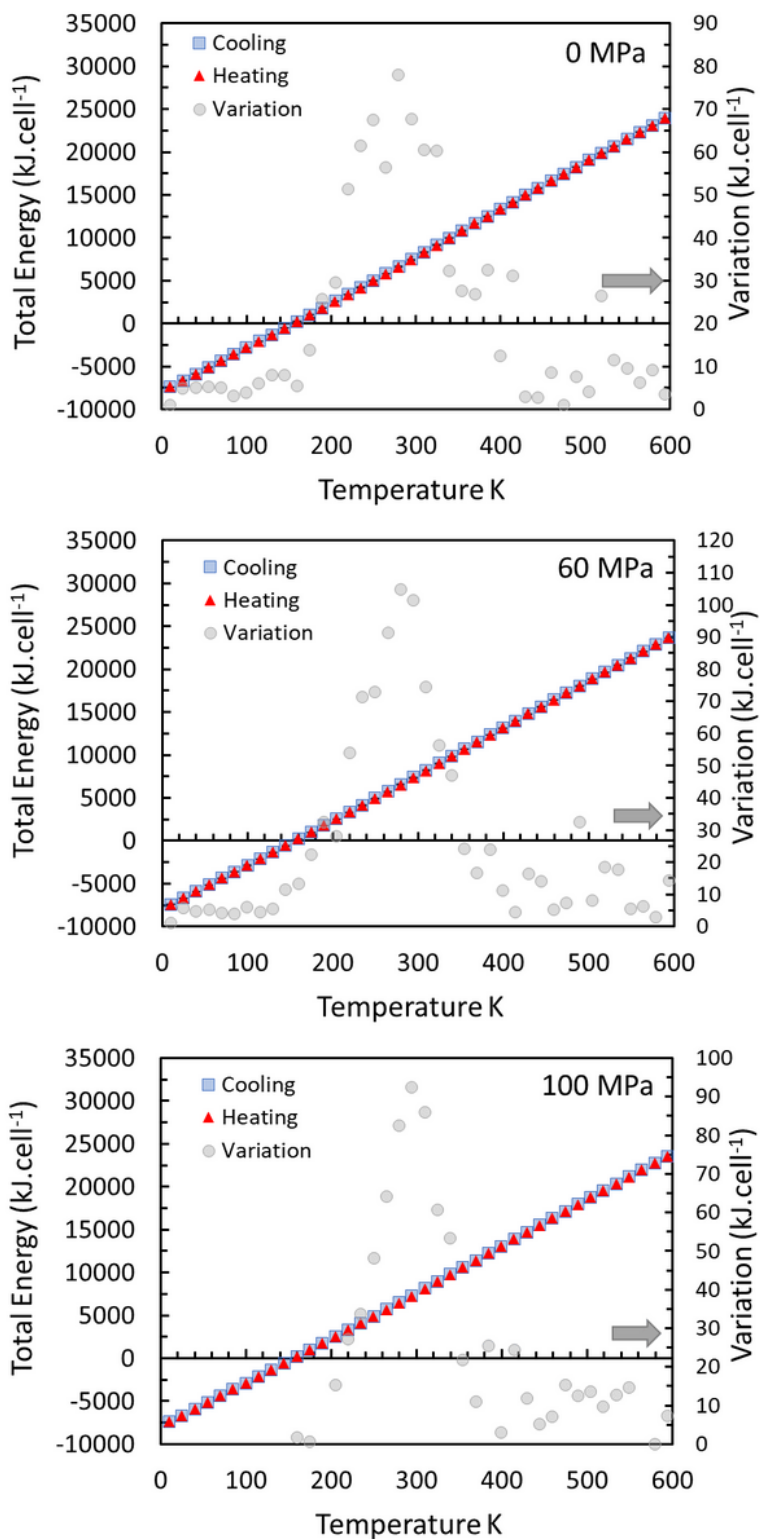 35000
30000
25000
20000
15000
10000
5000
0
-5000
-10000
Total Energy (kJ.cell-1)
Cooling
Heating
Variation
0 MPa
90
80
70
60
50
40
30
20
10
0
Variation (kJ.cell-1)
0 100 200 300 400 500 600
Temperature K
35000
30000
25000
20000
15000
10000
5000
0
-5000
-10000
Total Energy (kJ.cell-1)
Cooling
Heating
Variation
60 MPa
120
110
100
90
80
70
60
50
40
30
20
10
0
Variation (kJ.cell-1)
0 100 200 300 400 500 600
Temperature K
35000
30000
25000
20000
15000
10000
5000
0
-5000
-10000
Total Energy (kJ.cell-1)
Cooling
Heating
Variation
100 MPa
100
90
80
70
60
50
40
30
20
10
0
Variation (kJ.cell-1)
0 100 200 300 400 500 600
Temperature K